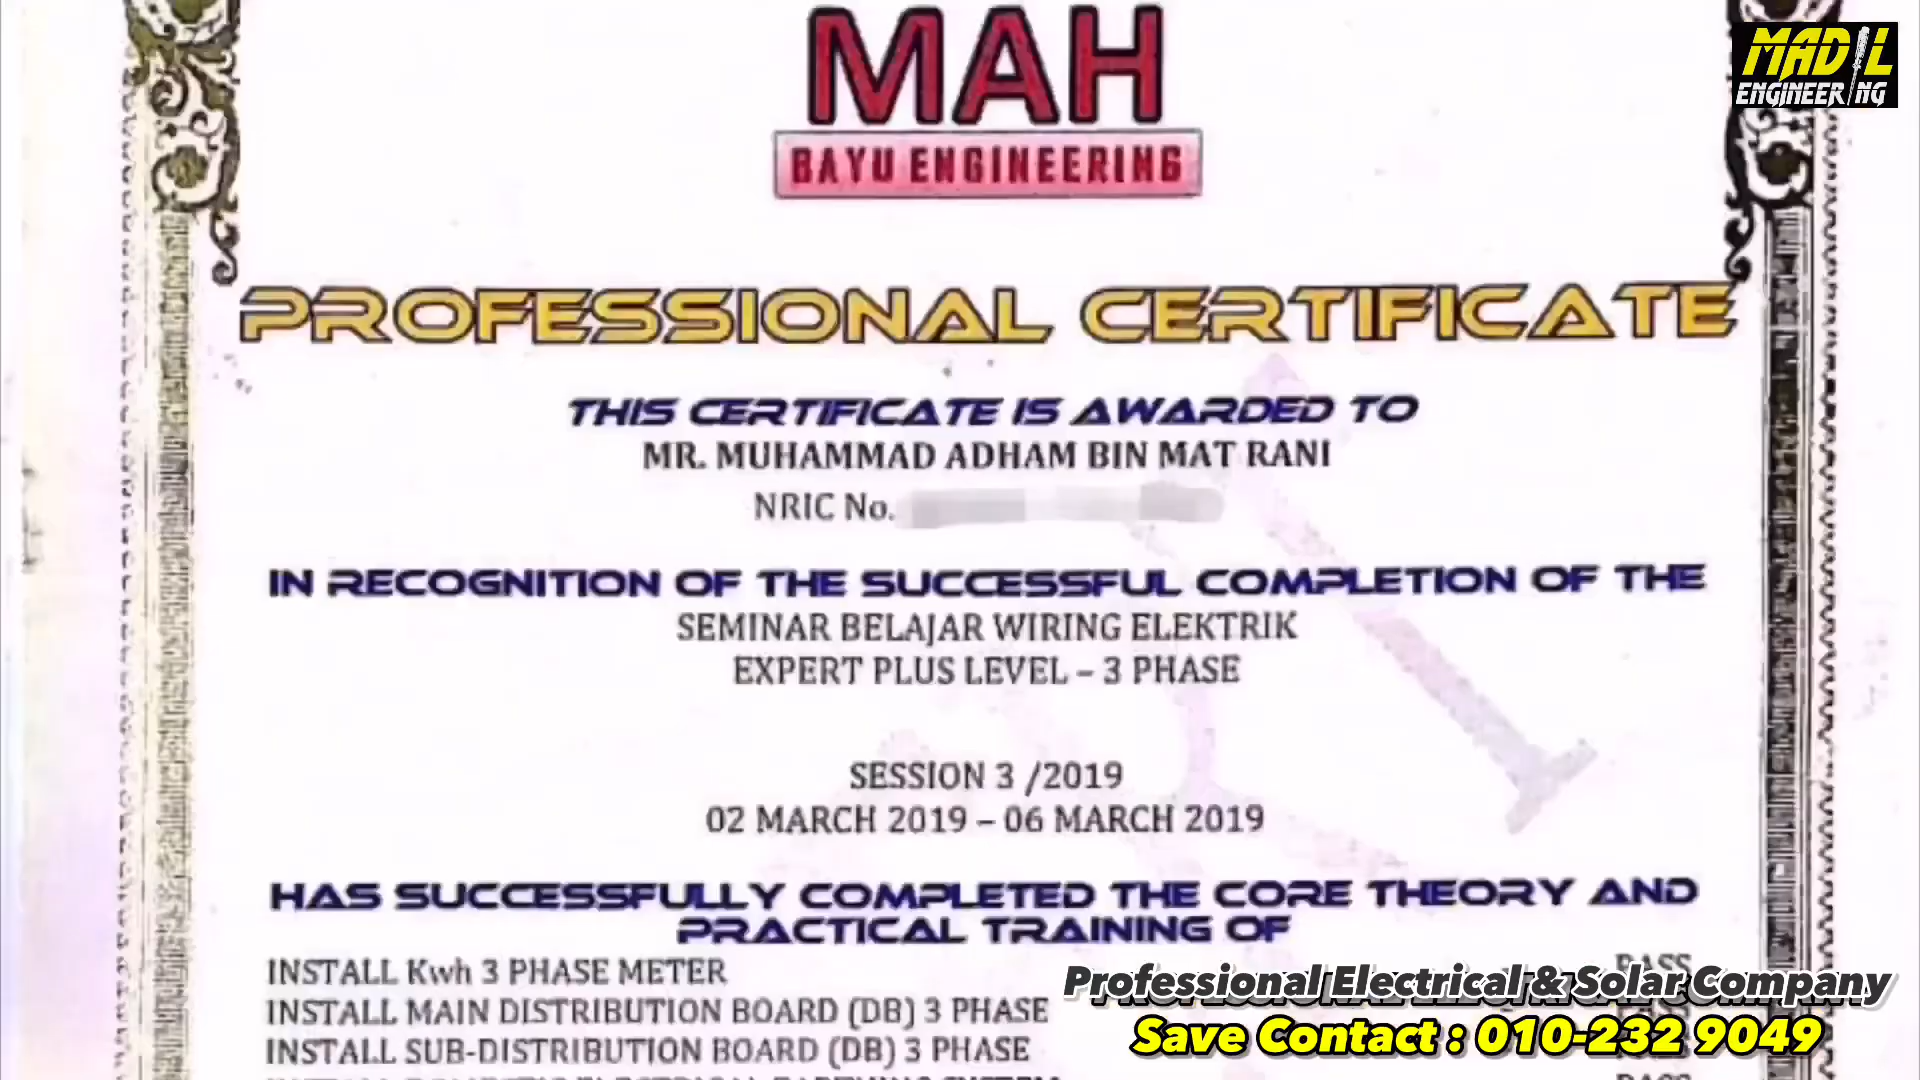 MAH
BAYU ENGINEERING
MADIL
ENGINEERING
PROFESSIONAL CERTIFICATE
THIS CERTIFICATE IS AWARDED TO
MR. MUHAMMAD ADHAM BIN MAT RANI
NRIC No.
IN RECOGNITION OF THE SUCCESSFUL COMPLETION OF THE
SEMINAR BELAJAR WIRING ELEKTRIK
EXPERT PLUS LEVEL – 3 PHASE
SESSION 3 /2019
02 MARCH 2019 – 06 MARCH 2019
HAS SUCCESSFULLY COMPLETED THE CORE THEORY AND
PRACTICAL TRAINING OF
INSTALL Kwh 3 PHASE METER PASS
INSTALL MAIN DISTRIBUTION BOARD (DB) 3 PHASE
INSTALL SUB-DISTRIBUTION BOARD (DB) 3 PHASE
Professional Electrical & Solar Company
Save Contact : 010-232 9049